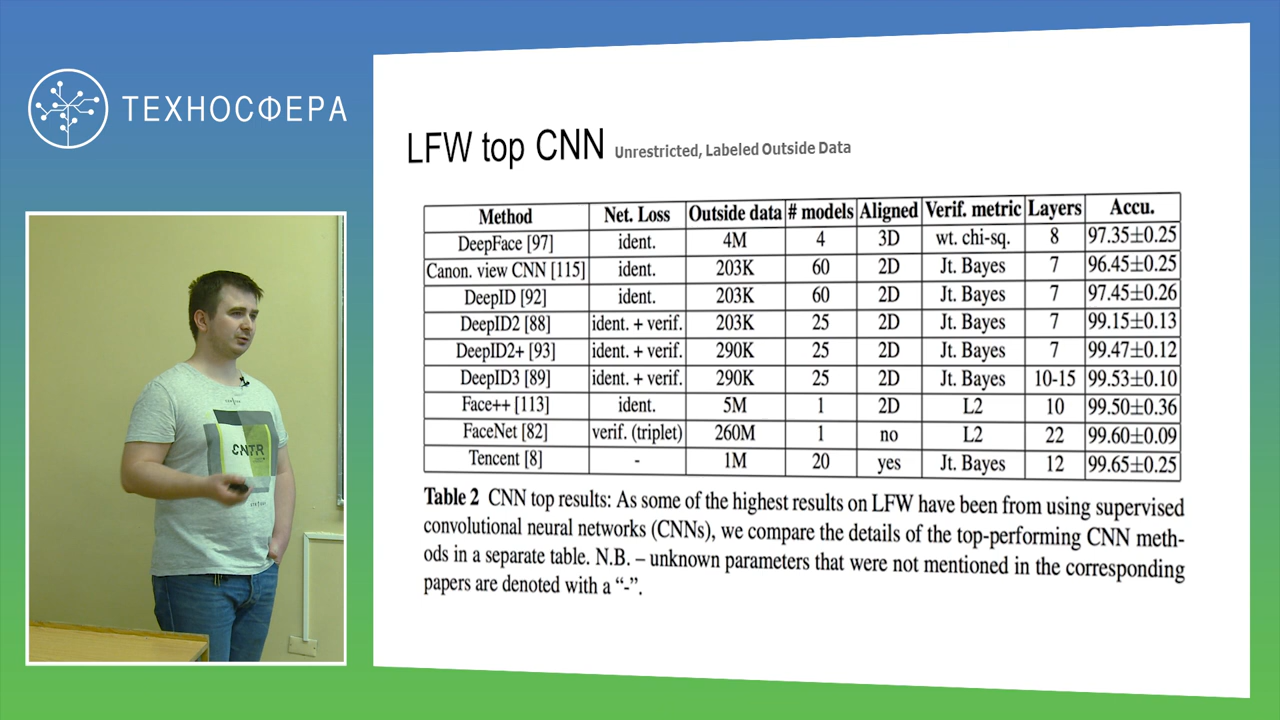 ТЕХНОСФЕРА
LFW top CNN Unrestricted, Labeled Outside Data
Method Net. Loss Outside data # models Aligned Verif. metric Layers Accu.
DeepFace [97] ident. 4M 4 3D wt. chi-sq. 8 97.35±0.25
Canon. view CNN [115] ident. 203K 60 2D Jt. Bayes 7 96.45±0.25
DeepID [92] ident. 203K 60 2D Jt. Bayes 7 97.45±0.26
DeepID2 [88] ident. + verif. 203K 25 2D Jt. Bayes 7 99.15±0.13
DeepID2+ [93] ident. + verif. 290K 25 2D Jt. Bayes 7 99.47±0.12
DeepID3 [89] ident. + verif. 290K 25 2D Jt. Bayes 10-15 99.53±0.10
Face++ [113] ident. 5M 1 2D L2 10 99.50±0.36
FaceNet [82] verif. (triplet) 260M 1 no L2 22 99.60±0.09
Tencent [8] - 1M 20 yes Jt. Bayes 12 99.65±0.25
Table 2 CNN top results: As some of the highest results on LFW have been from using supervised
convolutional neural networks (CNNs), we compare the details of the top-performing CNN meth-
ods in a separate table. N.B. – unknown parameters that were not mentioned in the corresponding
papers are denoted with a “-”.
CNTR